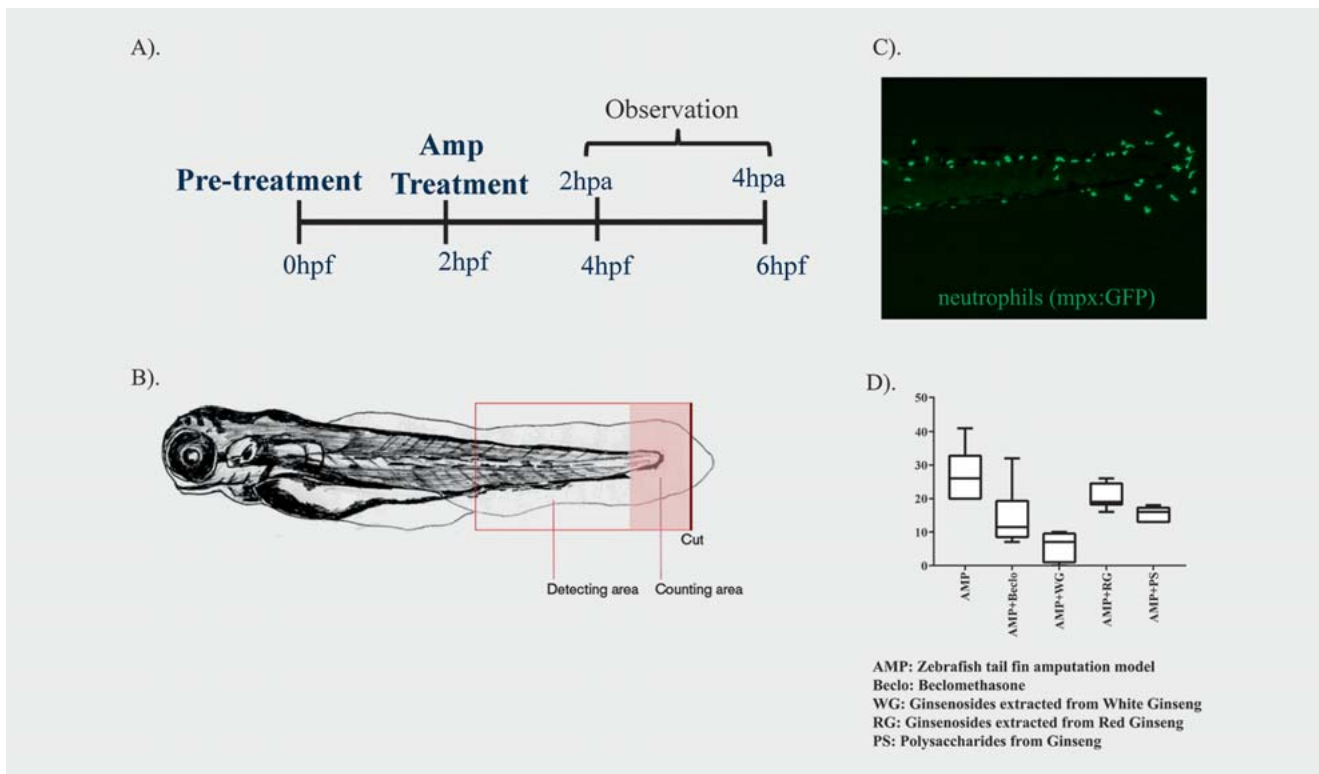 A).
Observation
Amp
Pre-treatment Treatment 2hpa 4hpa
0hpf 2hpf 4hpf 6hpf
B).
Cut
Detecting area Counting area
C).
neutrophils (mpx:GFP)
D).
50
40
30
20
10
0
AMP
AMP+Beclo
AMP+WG
AMP+RG
AMP+PS
AMP: Zebrafish tail fin amputation model
Beclo: Beclomethasone
WG: Ginsenosides extracted from White Ginseng
RG: Ginsenosides extracted from Red Ginseng
PS: Polysaccharides from Ginseng